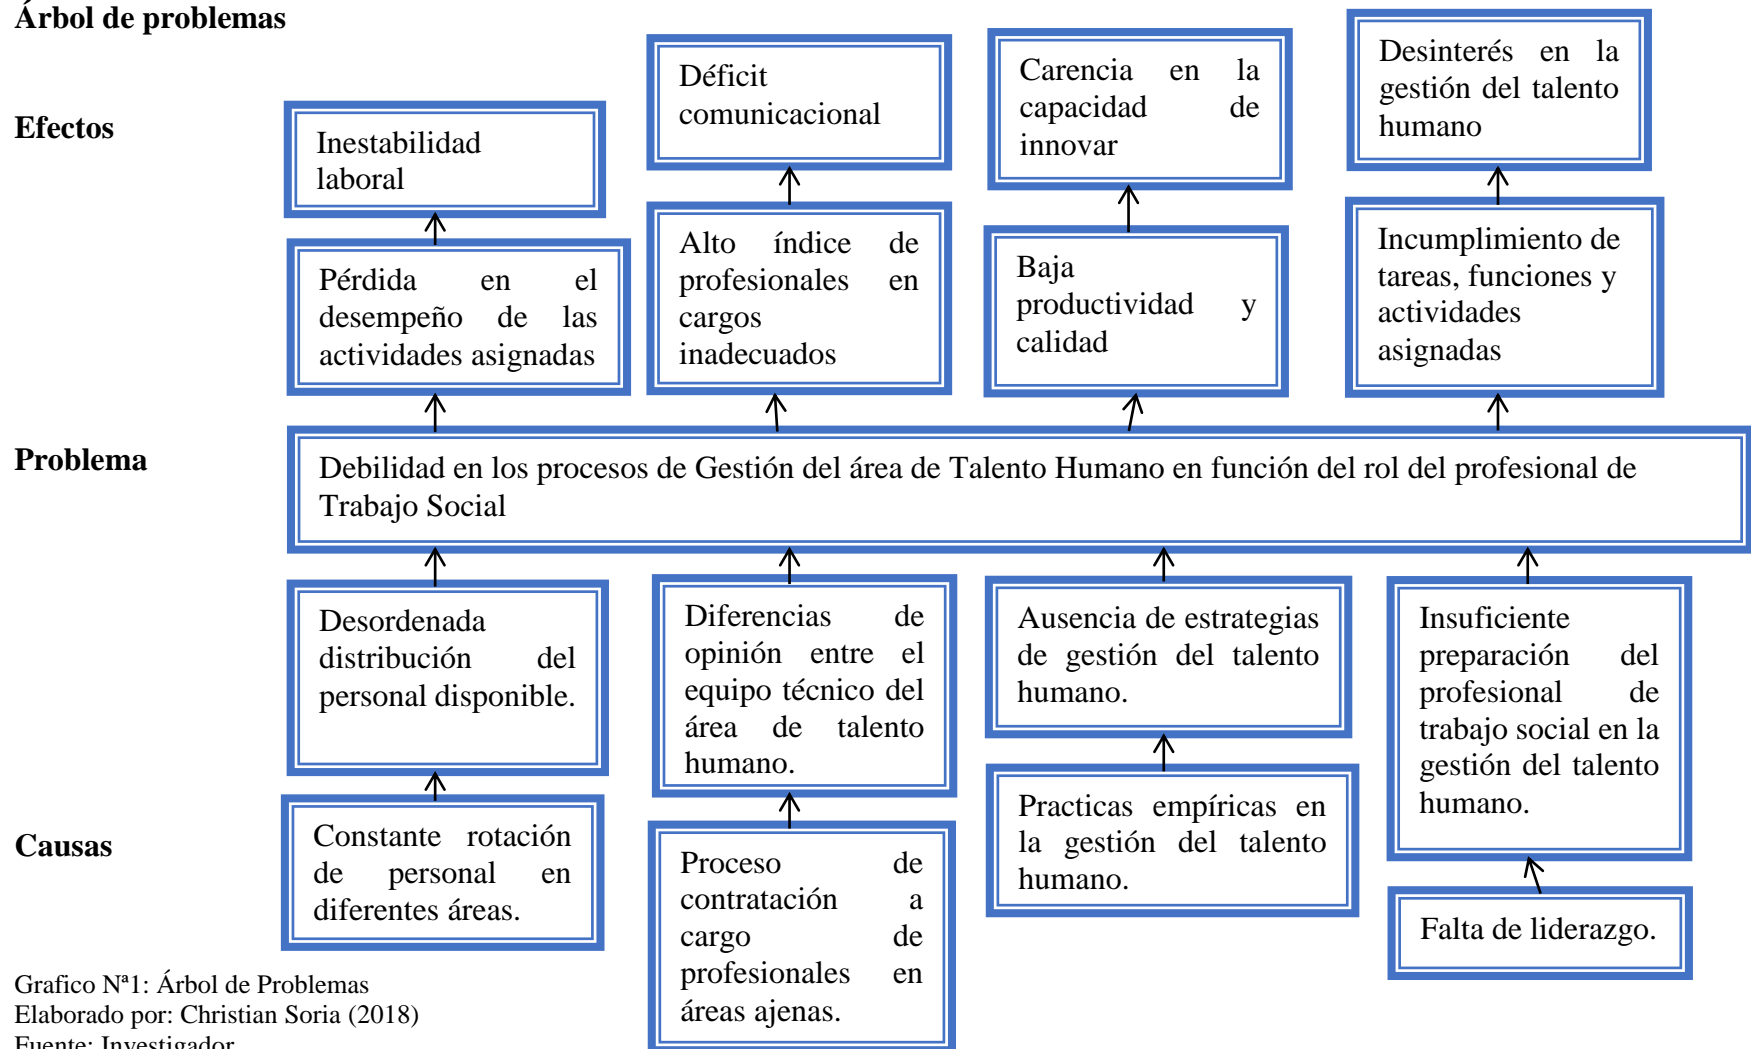 Árbol de problemas
Efectos
Inestabilidad
laboral
Déficit
comunicacional
Carencia en la
capacidad de
innovar
Desinterés en la
gestión del talento
humano
Pérdida en el
desempeño de las
actividades asignadas
Alto índice de
profesionales en
cargos
inadecuados
Baja
productividad y
calidad
Incumplimiento de
tareas, funciones y
actividades
asignadas
Problema
Debilidad en los procesos de Gestión del área de Talento Humano en función del rol del profesional de
Trabajo Social
Desordenada
distribución del
personal disponible.
Diferencias de
opinión entre el
equipo técnico del
área de talento
humano.
Ausencia de estrategias
de gestión del talento
humano.
Insuficiente
preparación del
profesional de
trabajo social en la
gestión del talento
humano.
Causas
Constante rotación
de personal en
diferentes áreas.
Proceso de
contratación a
cargo de
profesionales en
áreas ajenas.
Practicas empíricas en
la gestión del talento
humano.
Falta de liderazgo.
Grafico Nª1: Árbol de Problemas
Elaborado por: Christian Soria (2018)
Fuente: Investigador